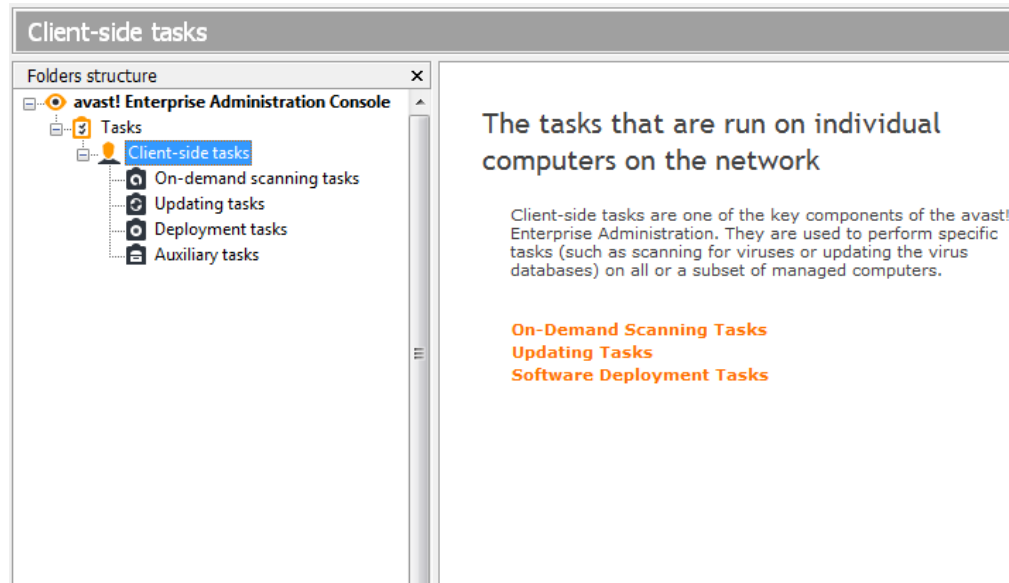 Client-side tasks
Folders structure
avast! Enterprise Administration Console
Tasks
Client-side tasks
On-demand scanning tasks
Updating tasks
Deployment tasks
Auxiliary tasks
The tasks that are run on individual
computers on the network
Client-side tasks are one of the key components of the avast!
Enterprise Administration. They are used to perform specific
tasks (such as scanning for viruses or updating the virus
databases) on all or a subset of managed computers.
On-Demand Scanning Tasks
Updating Tasks
Software Deployment Tasks